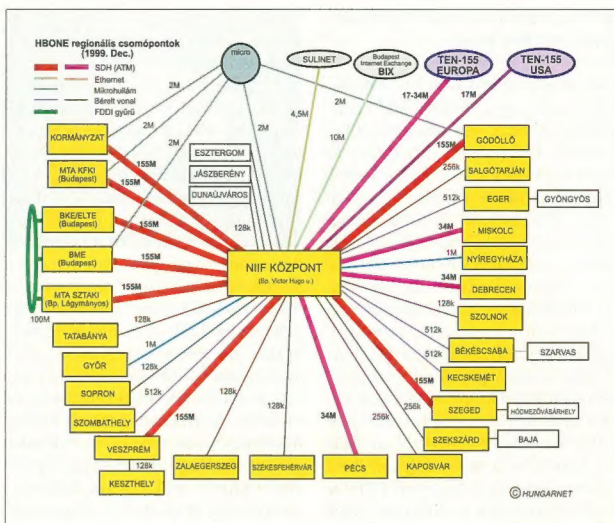 HBONE regionális csomópontok
(1999. Dec.)
SDH (ATM)
Ethernet
Mikrohullám
Bérelt vonal
FDDI gyűrű
micro
SULINET
Budapest
Internet Exchange
BIX
TEN-155
EUROPA
TEN-155
USA
2M
2M
2M
2M
4,5M
10M
17-34M
17M
2M
KORMÁNYZAT
155M
MTA KFKI
(Budapest)
155M
BKE/ELTE
(Budapest)
155M
BME
(Budapest)
155M
MTA SZTAKI
(Bp. Lágymányos)
155M
100M
ESZTERGOM
JÁSZBERÉNY
DUNAÚJVÁROS
128k
NIIF KÖZPONT
(Bp. Victor Hugo u.)
GÖDÖLLŐ
155M
SALGÓTARJÁN
256k
EGER
512k
GYÖNGYÖS
MISKOLC
34M
NYÍREGYHÁZA
1M
DEBRECEN
34M
SZOLNOK
128k
BÉKÉSCSABA
512k
SZARVAS
KECSKEMÉT
512k
SZEGED
155M
HÓDMEZŐVÁSÁRHELY
SZEKSZÁRD
256k
BAJA
KAPOSVÁR
256k
PÉCS
34M
SZÉKESFEHÉRVÁR
128k
ZALAEGERSZEG
128k
TATABÁNYA
128k
GYŐR
1M
SOPRON
128k
SZOMBATHELY
512k
VESZPRÉM
155M
128k
KESZTHELY
© HUNGARNET